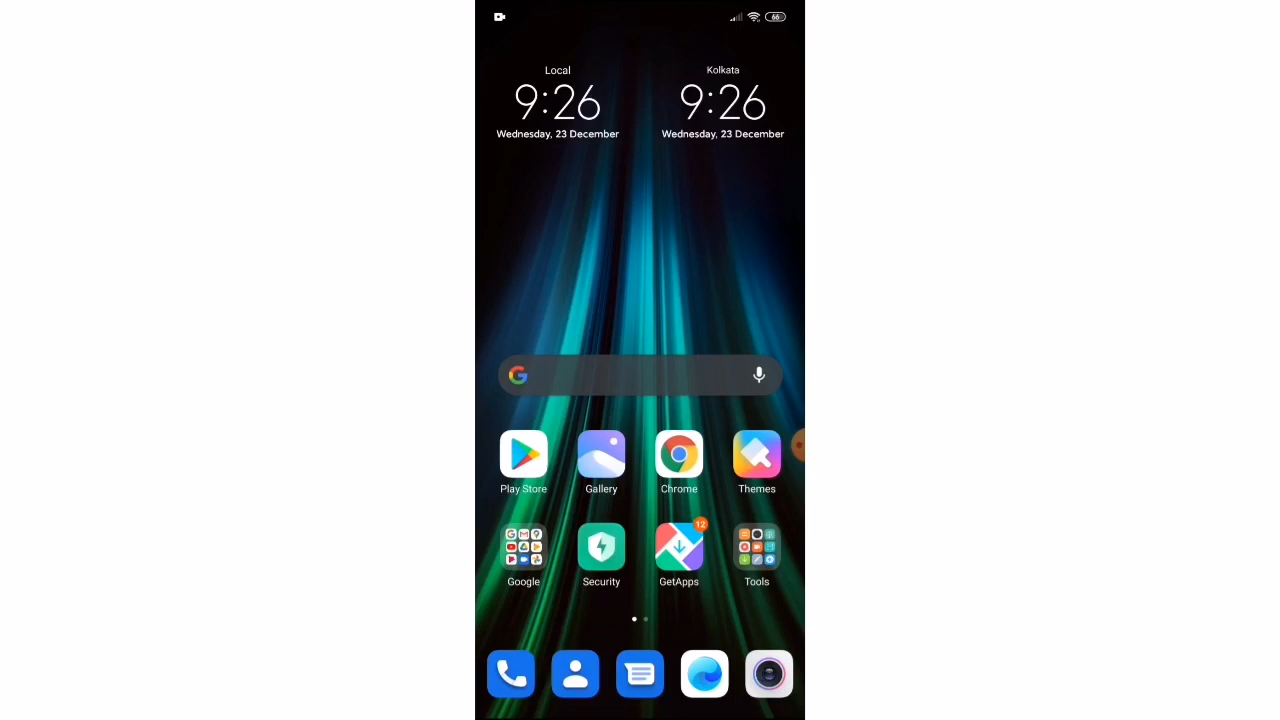 66
Local
Kolkata
9:26
9:26
Wednesday, 23 December
Wednesday, 23 December
Play Store
Gallery
Chrome
Themes
12
Google
Security
GetApps
Tools